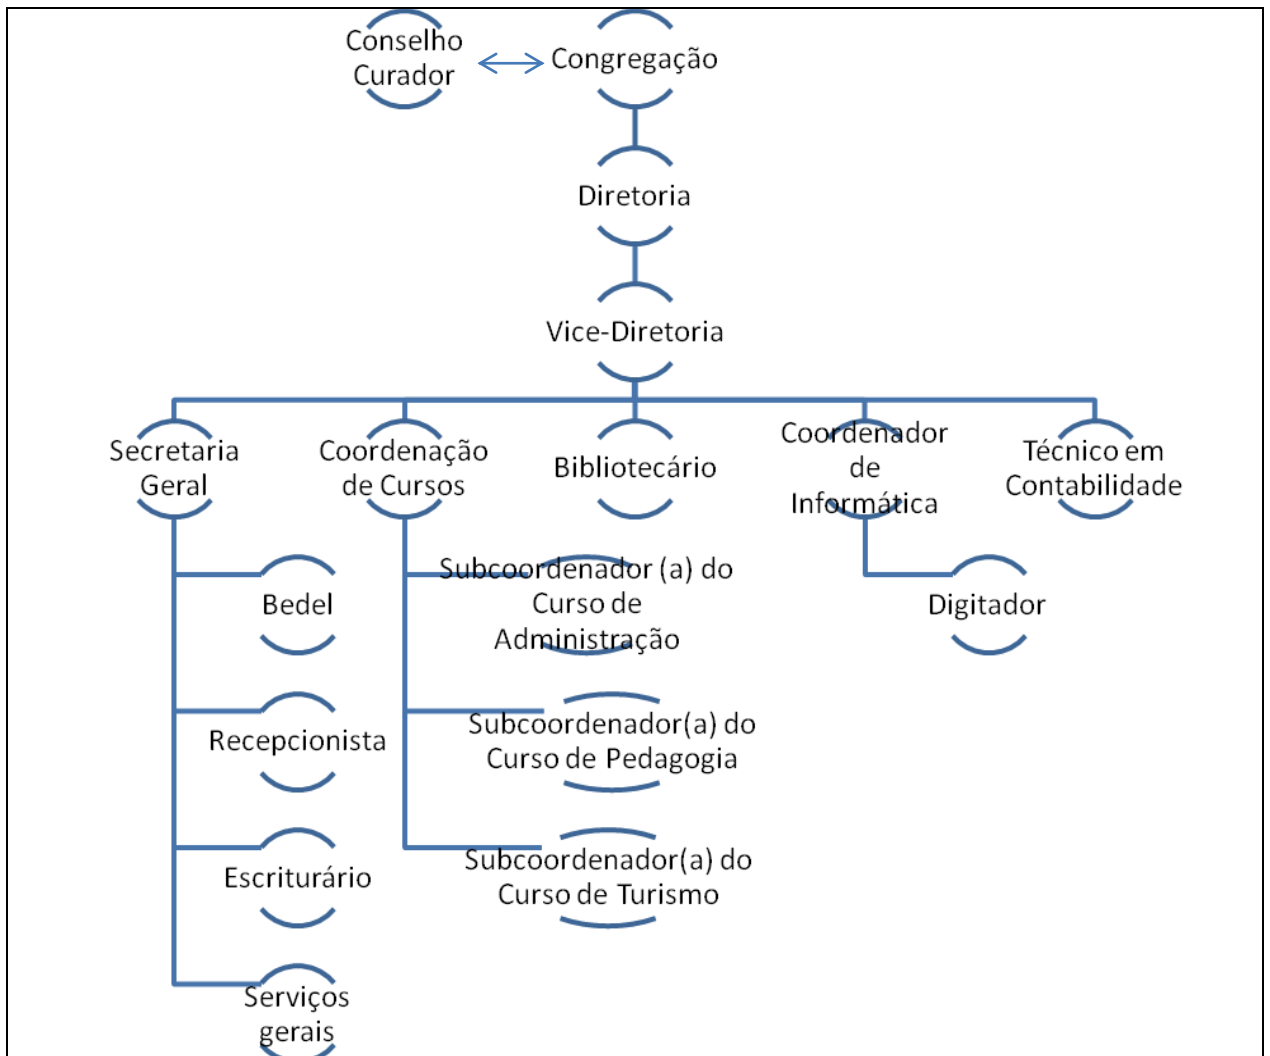 Conselho
Curador
Congregação
Diretoria
Vice-Diretoria
Secretaria
Geral
Coordenação
de Cursos
Bibliotecário
Coordenador
de
Informática
Técnico em
Contabilidade
Bedel
Recepcionista
Escriturário
Serviços
gerais
Subcoordenador (a) do
Curso de
Administração
Subcoordenador(a) do
Curso de Pedagogia
Subcoordenador(a) do
Curso de Turismo
Digitador